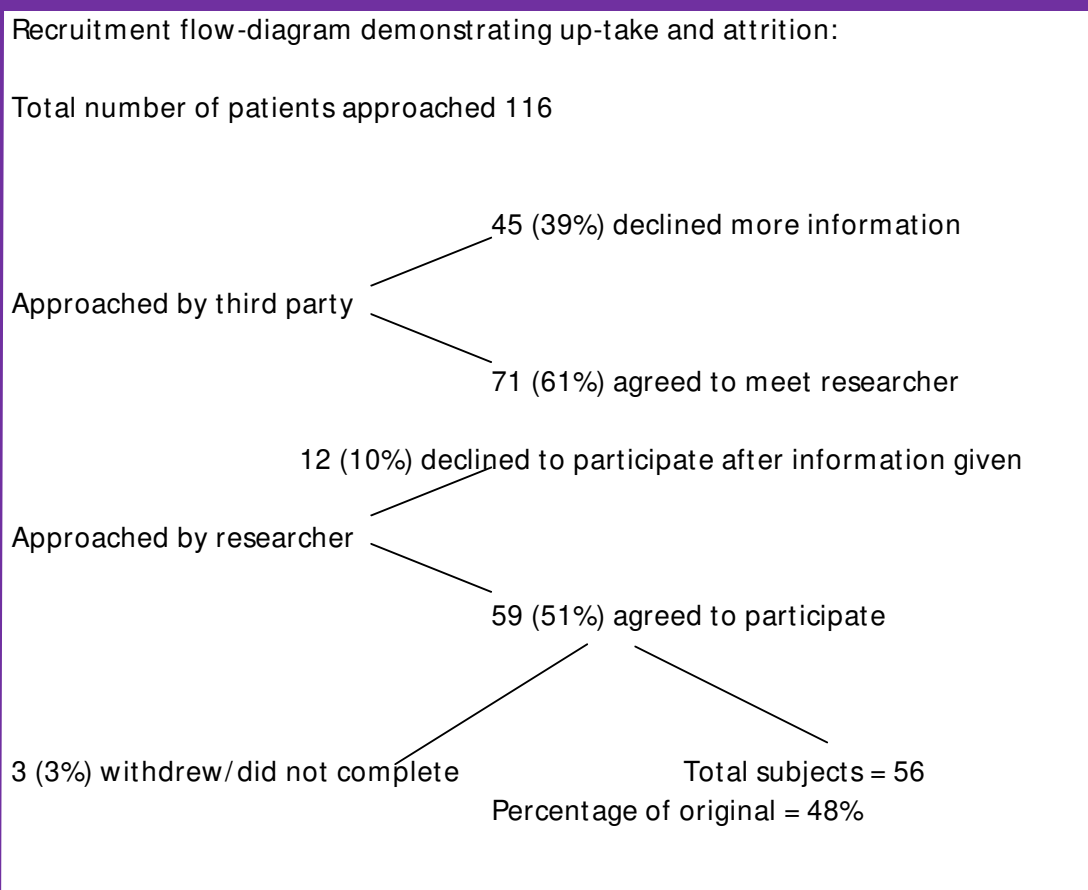 Recruitment flow-diagram demonstrating up-take and attrition:
Total number of patients approached 116
45 (39%) declined more information
Approached by third party
71 (61%) agreed to meet researcher
12 (10%) declined to participate after information given
Approached by researcher
59 (51%) agreed to participate
3 (3%) withdrew/did not complete
Total subjects = 56
Percentage of original = 48%